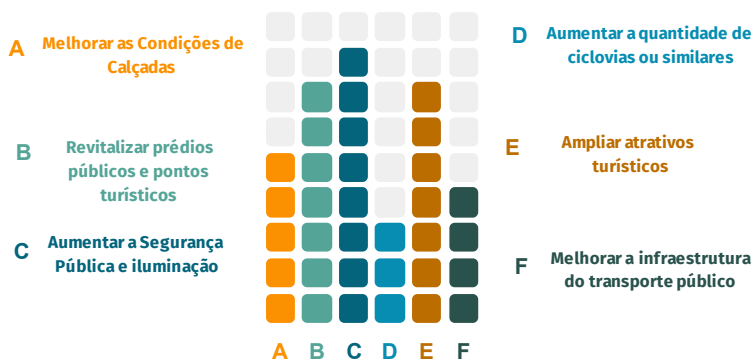 A
Melhorar as Condições de
Calçadas
B
Revitalizar prédios
públicos e pontos
turísticos
C
Aumentar a Segurança
Pública e iluminação
D
Aumentar a quantidade de
ciclovias ou similares
E
Ampliar atrativos
turísticos
F
Melhorar a infraestrutura
do transporte público
A B C D E F